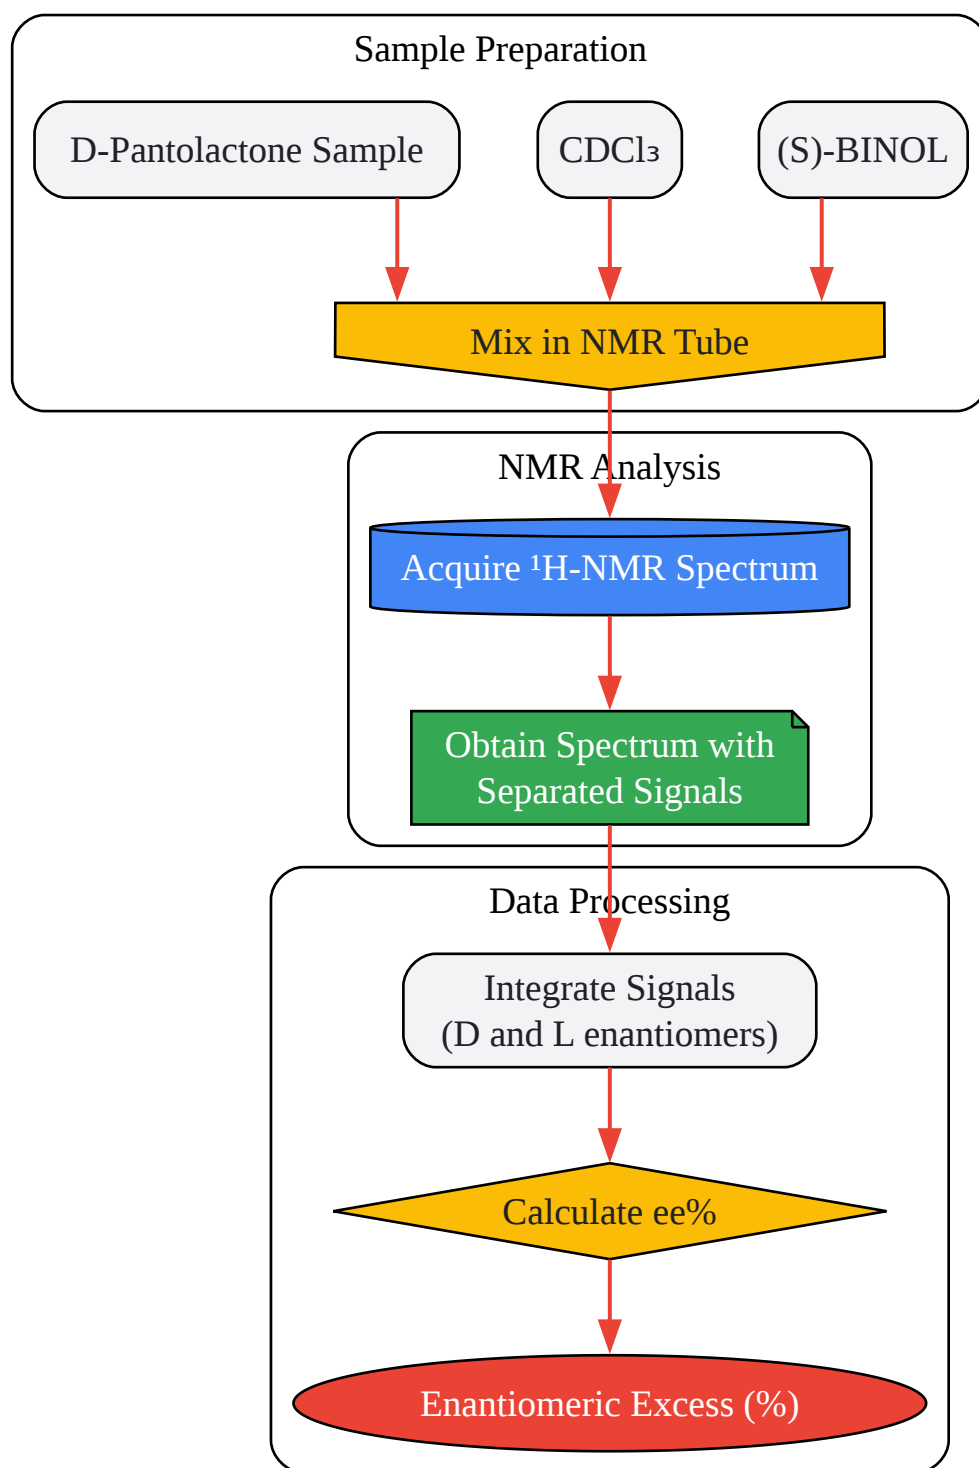 Sample Preparation
D-Pantolactone Sample
CDCl₃
(S)-BINOL
Mix in NMR Tube
NMR Analysis
Acquire ¹H-NMR Spectrum
Obtain Spectrum with
Separated Signals
Data Processing
Integrate Signals
(D and L enantiomers)
Calculate ee%
Enantiomeric Excess (%)